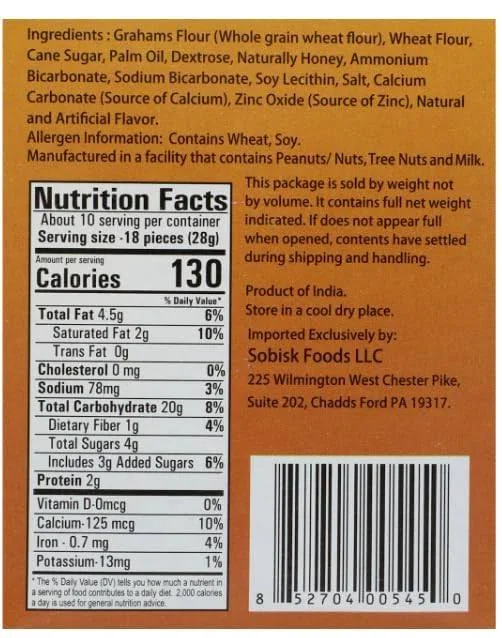 Ingredients : Grahams Flour (Whole grain wheat flour), Wheat Flour,
Cane Sugar, Palm Oil, Dextrose, Naturally Honey, Ammonium
Bicarbonate, Sodium Bicarbonate, Soy Lecithin, Salt, Calcium
Carbonate (Source of Calcium), Zinc Oxide (Source of Zinc), Natural
and Artificial Flavor.
Allergen Information: Contains Wheat, Soy.
Manufactured in a facility that contains Peanuts/ Nuts, Tree Nuts and Milk.
Nutrition Facts
About 10 serving per container
Serving size -18 pieces (28g)
Amount per serving
Calories 130
% Daily Value*
Total Fat 4.5g 6%
Saturated Fat 2g 10%
Trans Fat 0g
Cholesterol 0 mg 0%
Sodium 78mg 3%
Total Carbohydrate 20g 8%
Dietary Fiber 1g 4%
Total Sugars 4g
Includes 3g Added Sugars 6%
Protein 2g
Vitamin D-0mcg 0%
Calcium-125 mcg 10%
Iron - 0.7 mg 4%
Potassium-13mg 1%
* The % Daily Value (DV) tells you how much a nutrient in
a serving of food contributes to a daily diet. 2,000 calories
a day is used for general nutrition advice.
This package is sold by weight not
by volume. It contains full net weight
indicated. If does not appear full
when opened, contents have settled
during shipping and handling.
Product of India.
Store in a cool dry place.
Imported Exclusively by:
Sobisk Foods LLC
225 Wilmington West Chester Pike,
Suite 202, Chadds Ford PA 19317.
8 52704 00545 0